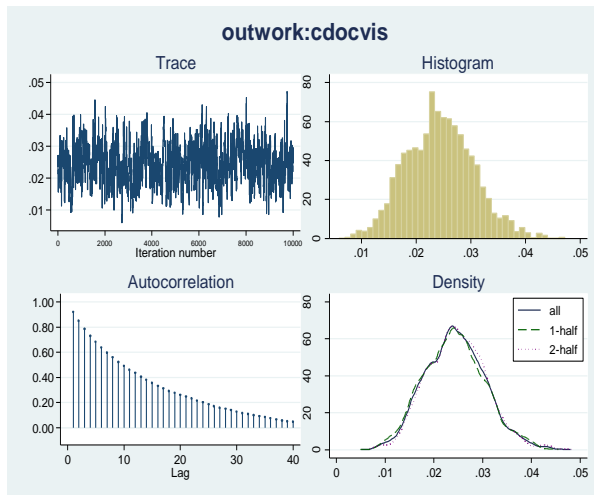 outwork:cdocvis
Trace
.05
.04
.03
.02
.01
0 2000 4000 6000 8000 10000
Iteration number
Histogram
80
60
40
20
0
.01 .02 .03 .04 .05
Autocorrelation
1.00
0.80
0.60
0.40
0.20
0.00
0 10 20 30 40
Lag
Density
80
60
40
20
0
0 .01 .02 .03 .04 .05
all
1-half
2-half